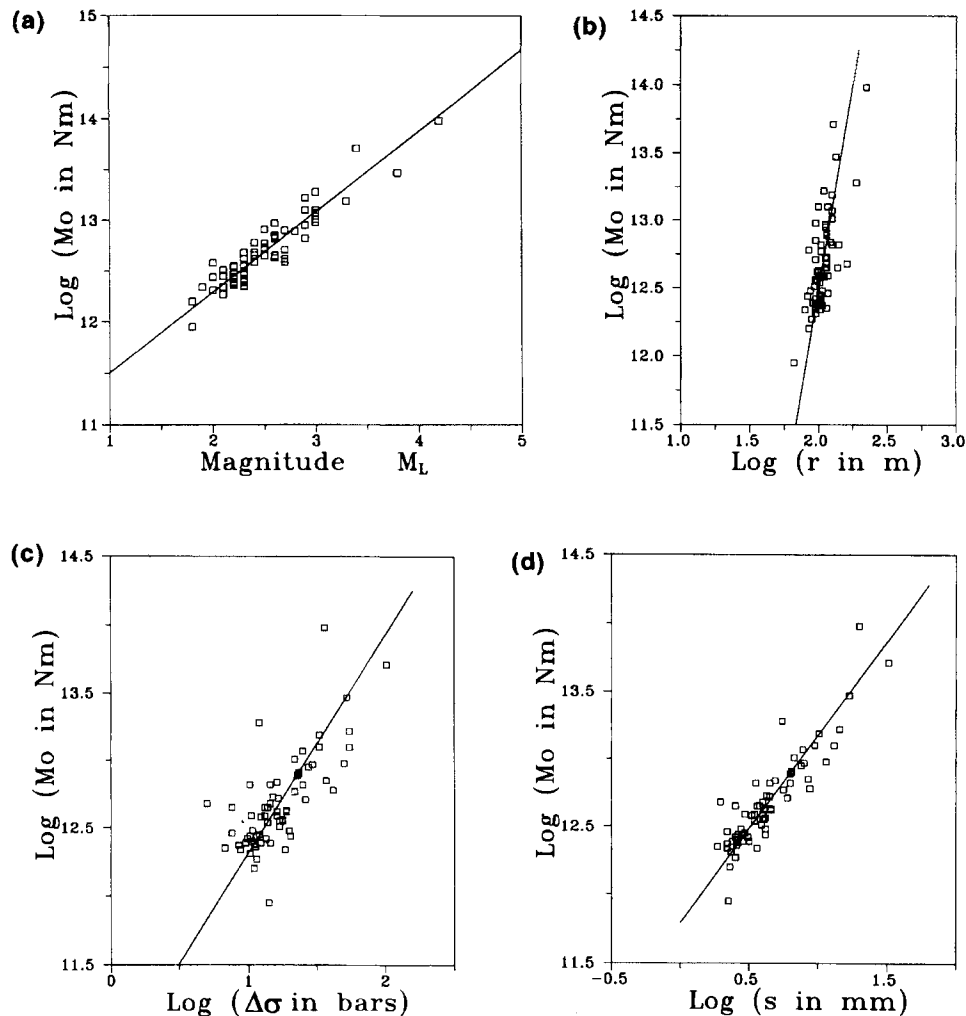 (a)
15
14
13
12
11
Log (Mo in Nm)
1 2 3 4 5
Magnitude M_L
(b)
14.5
14.0
13.5
13.0
12.5
12.0
11.5
Log (Mo in Nm)
1.0 1.5 2.0 2.5 3.0
Log (r in m)
(c)
14.5
13.5
12.5
11.5
Log (Mo in Nm)
0 1 2
Log (Δσ in bars)
(d)
14.5
13.5
12.5
11.5
Log (Mo in Nm)
−0.5 0.5 1.5
Log (s in mm)